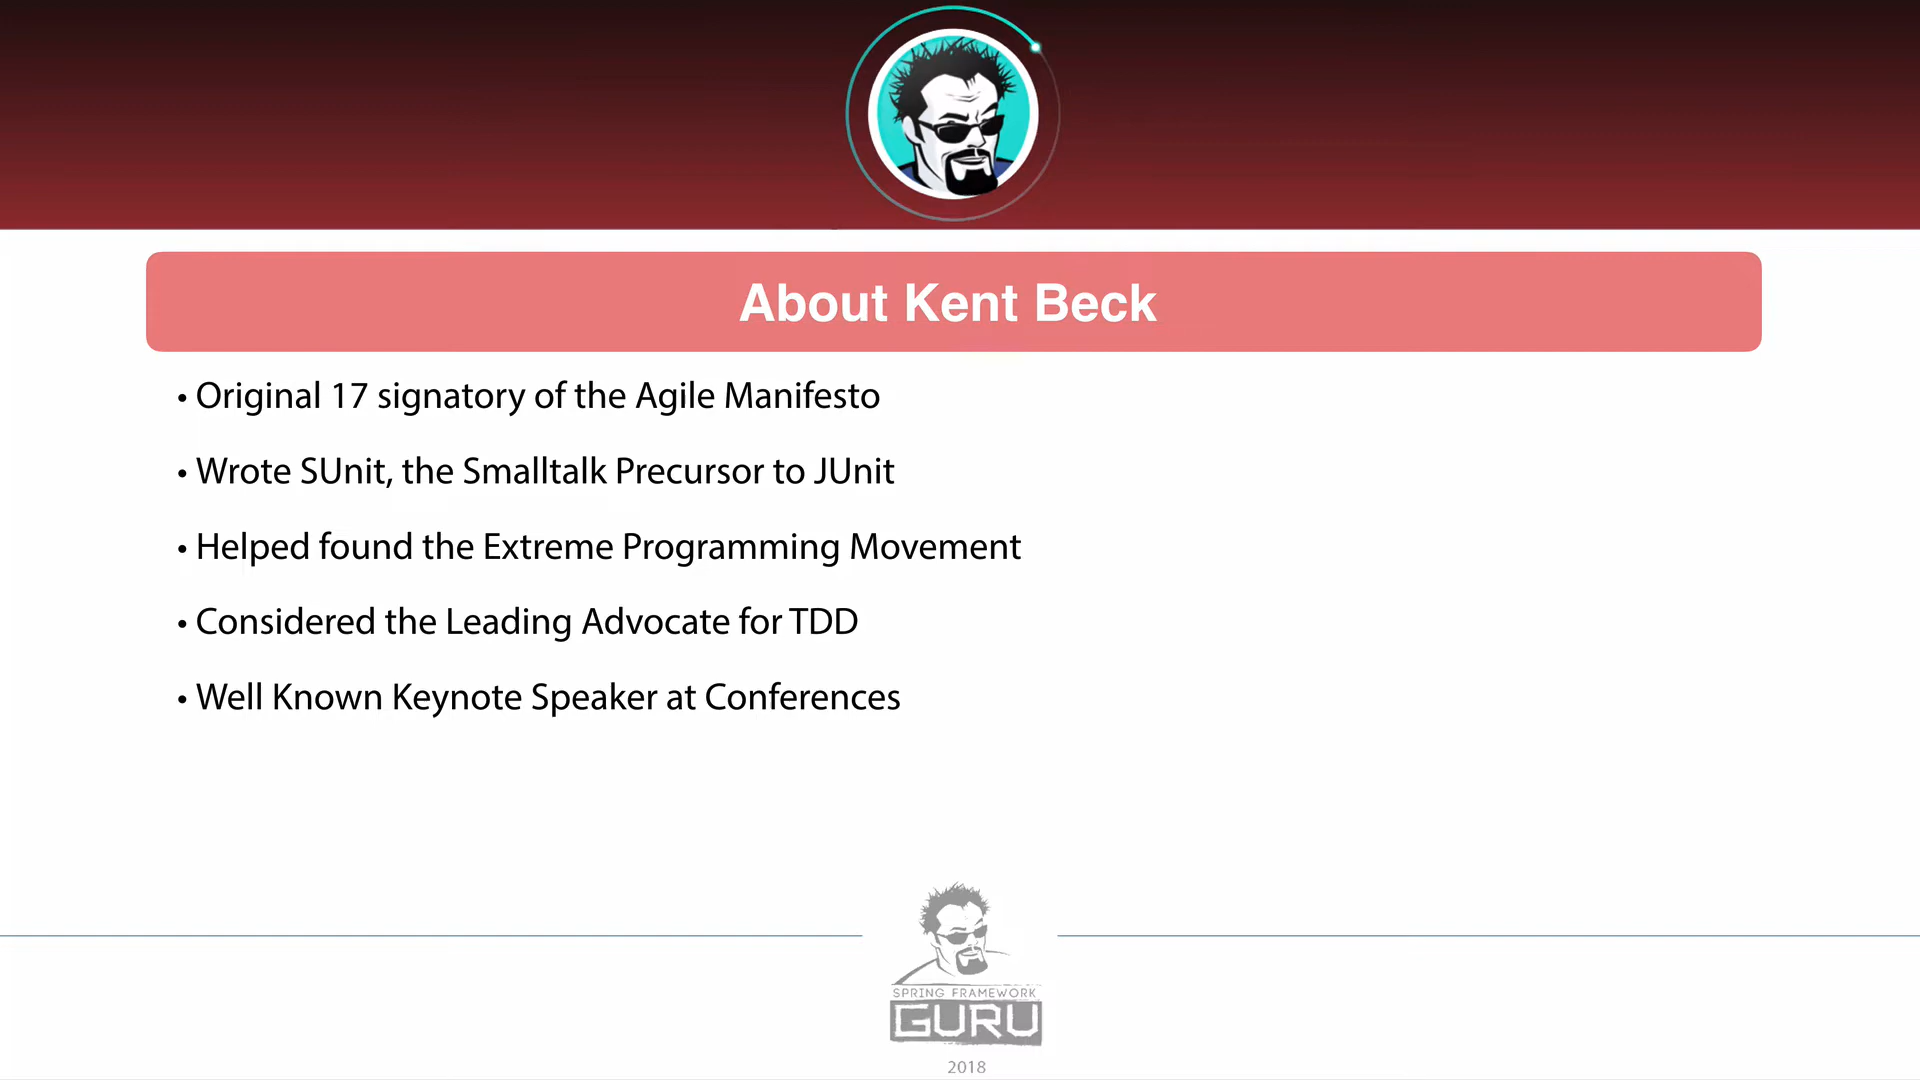 About Kent Beck
• Original 17 signatory of the Agile Manifesto
• Wrote SUnit, the Smalltalk Precursor to JUnit
• Helped found the Extreme Programming Movement
• Considered the Leading Advocate for TDD
• Well Known Keynote Speaker at Conferences
SPRING FRAMEWORK
GURU
2018